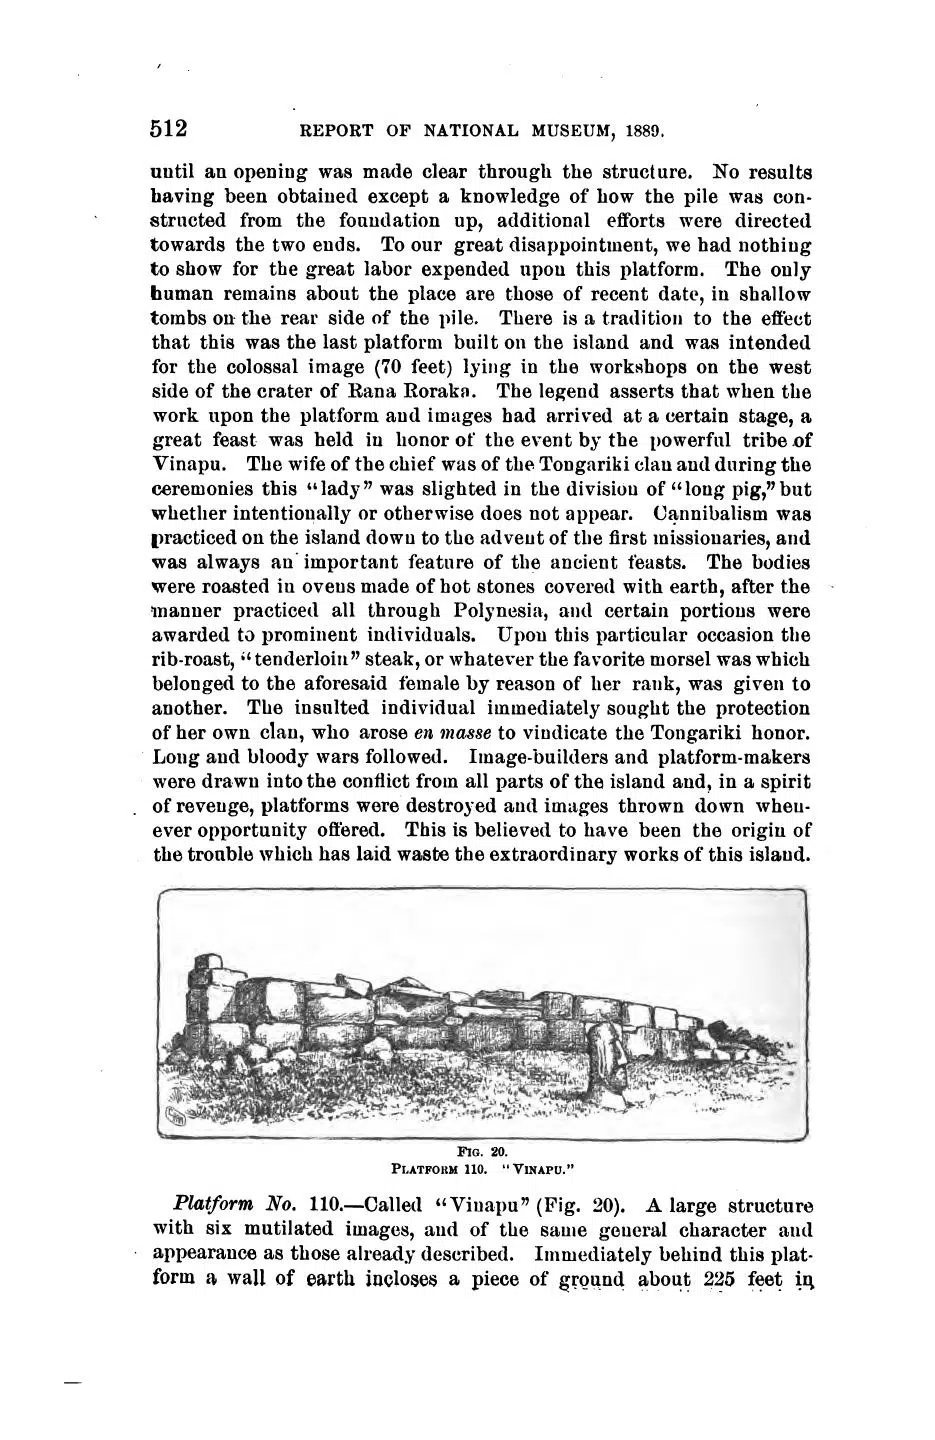 512 REPORT OF NATIONAL MUSEUM, 1889.
until an opening was made clear through the structure. No results
having been obtained except a knowledge of how the pile was con-
structed from the foundation up, additional efforts were directed
towards the two ends. To our great disappointment, we had nothing
to show for the great labor expended upon this platform. The only
human remains about the place are those of recent date, in shallow
tombs on the rear side of the pile. There is a tradition to the effect
that this was the last platform built on the island and was intended
for the colossal image (70 feet) lying in the workshops on the west
side of the crater of Rana Roraka. The legend asserts that when the
work upon the platform and images had arrived at a certain stage, a
great feast was held in honor of the event by the powerful tribe of
Vinapu. The wife of the chief was of the Tongariki clan and during the
ceremonies this "lady" was slighted in the division of "long pig," but
whether intentionally or otherwise does not appear. Cannibalism was
practiced on the island down to the advent of the first missionaries, and
was always an important feature of the ancient feasts. The bodies
were roasted in ovens made of hot stones covered with earth, after the
manner practiced all through Polynesia, and certain portions were
awarded to prominent individuals. Upon this particular occasion the
rib-roast, "tenderloin" steak, or whatever the favorite morsel was which
belonged to the aforesaid female by reason of her rank, was given to
another. The insulted individual immediately sought the protection
of her own clan, who arose en masse to vindicate the Tongariki honor.
Long and bloody wars followed. Image-builders and platform-makers
were drawn into the conflict from all parts of the island and, in a spirit
of revenge, platforms were destroyed and images thrown down when-
ever opportunity offered. This is believed to have been the origin of
the trouble which has laid waste the extraordinary works of this island.
FIG. 20.
PLATFORM 110. "VINAPU."
Platform No. 110.—Called "Vinapu" (Fig. 20). A large structure
with six mutilated images, and of the same general character and
appearance as those already described. Immediately behind this plat-
form a wall of earth incloses a piece of ground about 225 feet in